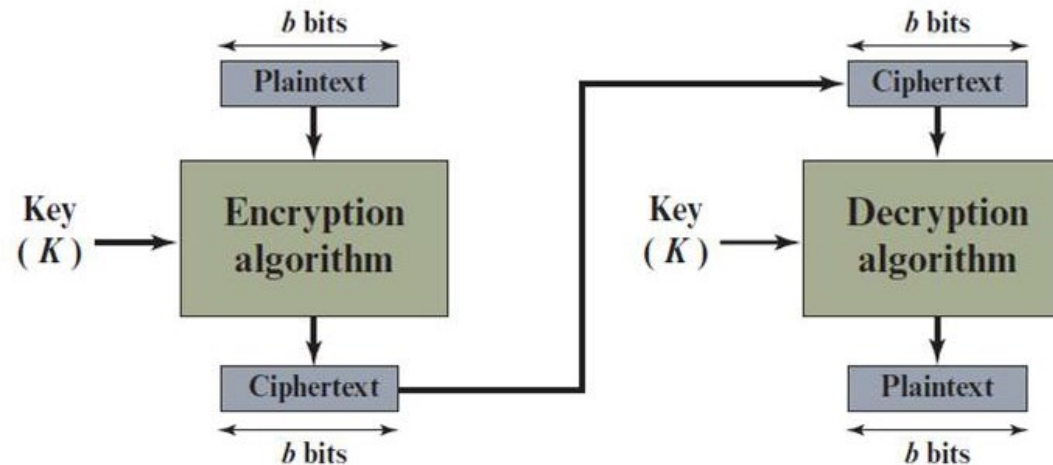 b bits
Plaintext
Key
( K )
Encryption
algorithm
Ciphertext
b bits
b bits
Ciphertext
Key
( K )
Decryption
algorithm
Plaintext
b bits